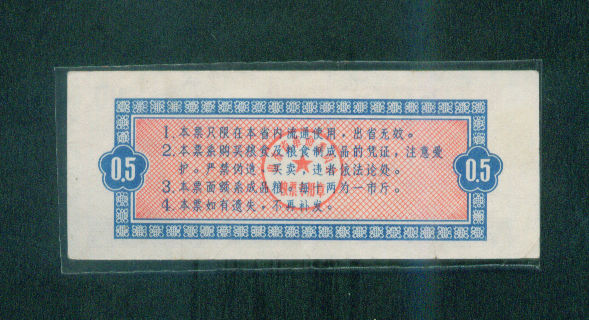 1. 本票只限在本省内流通使用，出省无效。
0.5
2. 本票系购买粮食及粮食制成品的凭证，注意爱
护。严禁伪造，买卖，违者依法论处。
0.5
3. 本票面额系成品粮，每十两为一市斤。
4 本票如有遗失，不再补发。